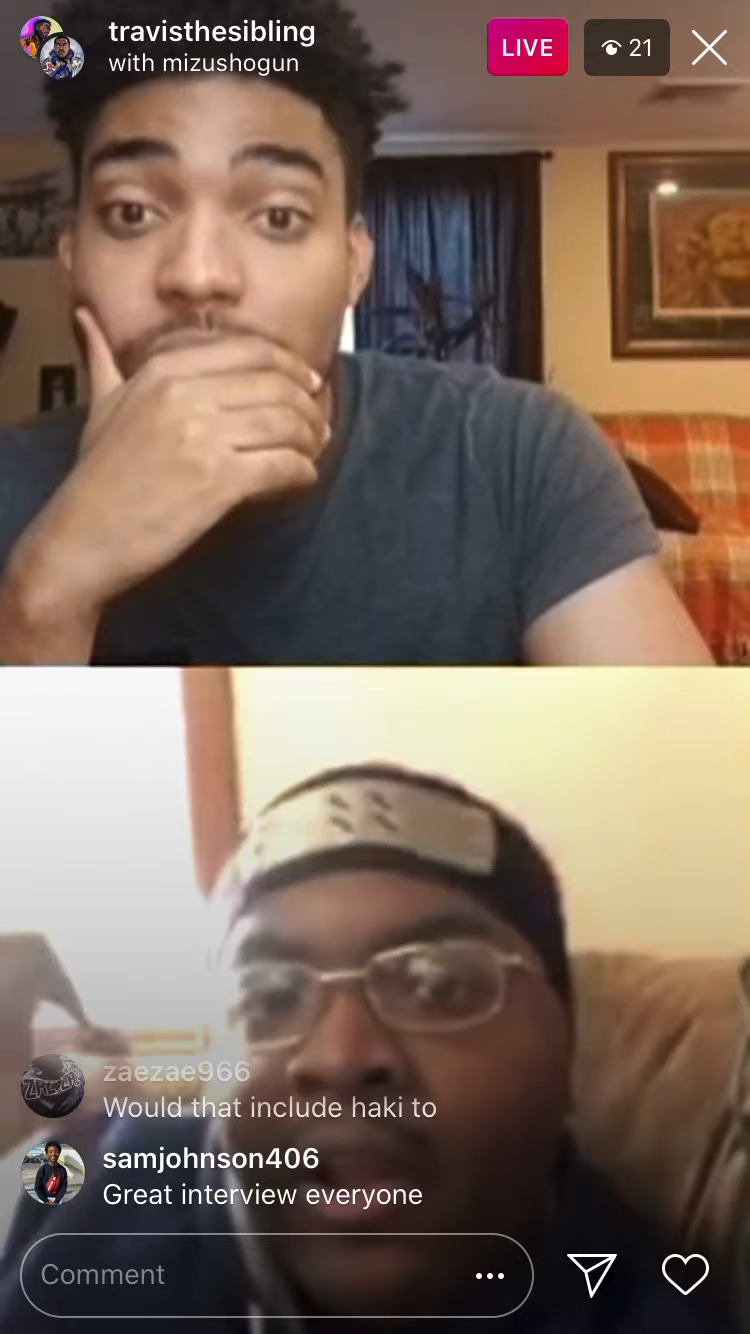 travisthesibling
with mizushogun
LIVE
21
zaezae966
Would that include haki to
samjohnson406
Great interview everyone
Comment